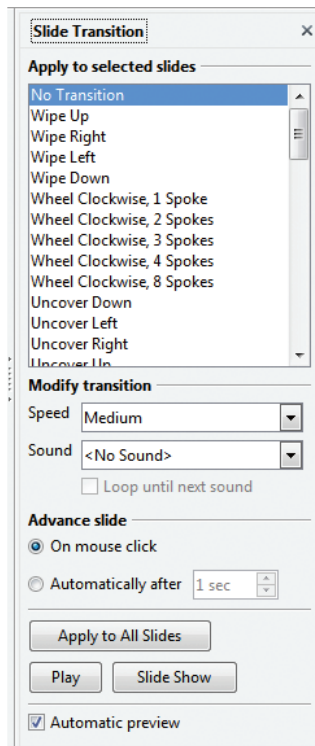 Slide Transition
Apply to selected slides
No Transition
Wipe Up
Wipe Right
Wipe Left
Wipe Down
Wheel Clockwise, 1 Spoke
Wheel Clockwise, 2 Spokes
Wheel Clockwise, 3 Spokes
Wheel Clockwise, 4 Spokes
Wheel Clockwise, 8 Spokes
Uncover Down
Uncover Left
Uncover Right
Uncover Up
Modify transition
Speed Medium
Sound <No Sound>
Loop until next sound
Advance slide
On mouse click
Automatically after 1 sec
Apply to All Slides
Play Slide Show
Automatic preview